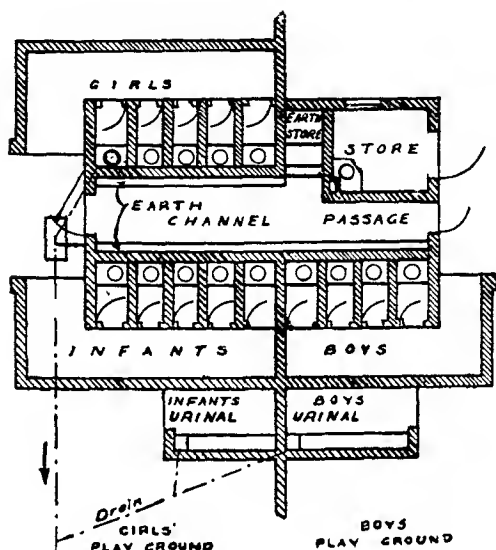 GIRLS
EARTH
STORE
STORE
EARTH
CHANNEL PASSAGE
INFANTS BOYS
INFANTS BOYS
URINAL URINAL
Drain
GIRLS' BOYS
PLAY GROUND PLAY GROUND